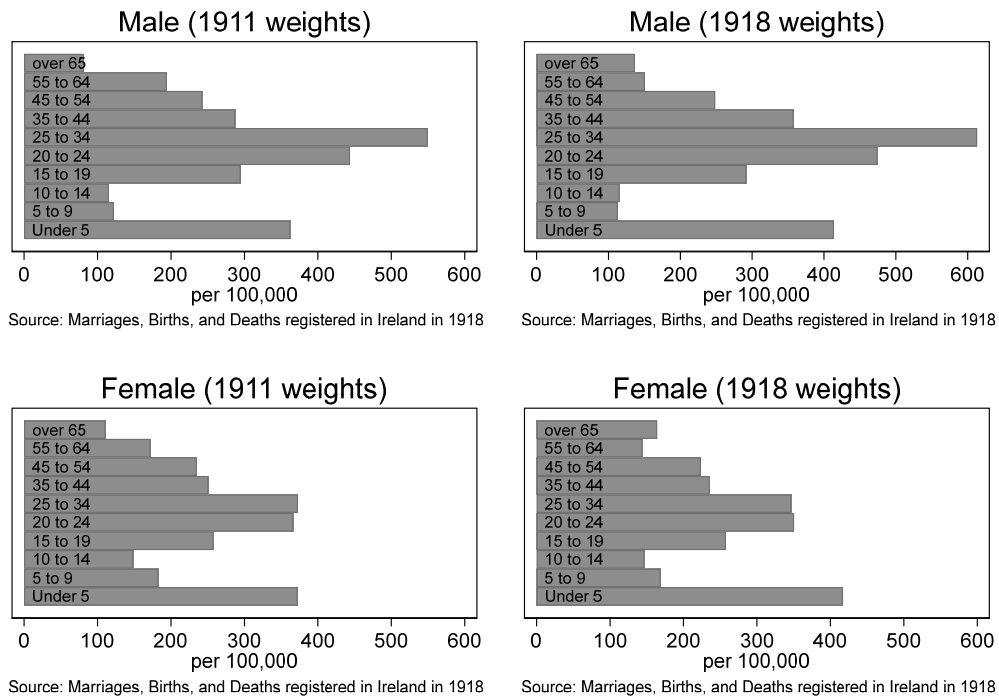 Male (1911 weights)
over 65
55 to 64
45 to 54
35 to 44
25 to 34
20 to 24
15 to 19
10 to 14
5 to 9
Under 5
0 100 200 300 400 500 600
per 100,000
Source: Marriages, Births, and Deaths registered in Ireland in 1918
Male (1918 weights)
over 65
55 to 64
45 to 54
35 to 44
25 to 34
20 to 24
15 to 19
10 to 14
5 to 9
Under 5
0 100 200 300 400 500 600
per 100,000
Source: Marriages, Births, and Deaths registered in Ireland in 1918
Female (1911 weights)
over 65
55 to 64
45 to 54
35 to 44
25 to 34
20 to 24
15 to 19
10 to 14
5 to 9
Under 5
0 100 200 300 400 500 600
per 100,000
Source: Marriages, Births, and Deaths registered in Ireland in 1918
Female (1918 weights)
over 65
55 to 64
45 to 54
35 to 44
25 to 34
20 to 24
15 to 19
10 to 14
5 to 9
Under 5
0 100 200 300 400 500 600
per 100,000
Source: Marriages, Births, and Deaths registered in Ireland in 1918